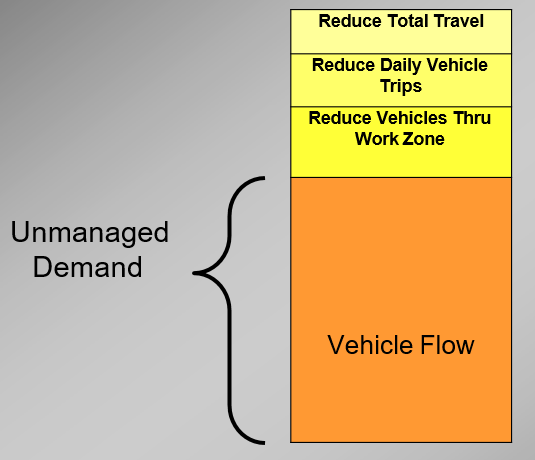 Reduce Total Travel
Reduce Daily Vehicle
Trips
Reduce Vehicles Thru
Work Zone
Unmanaged
Demand
Vehicle Flow